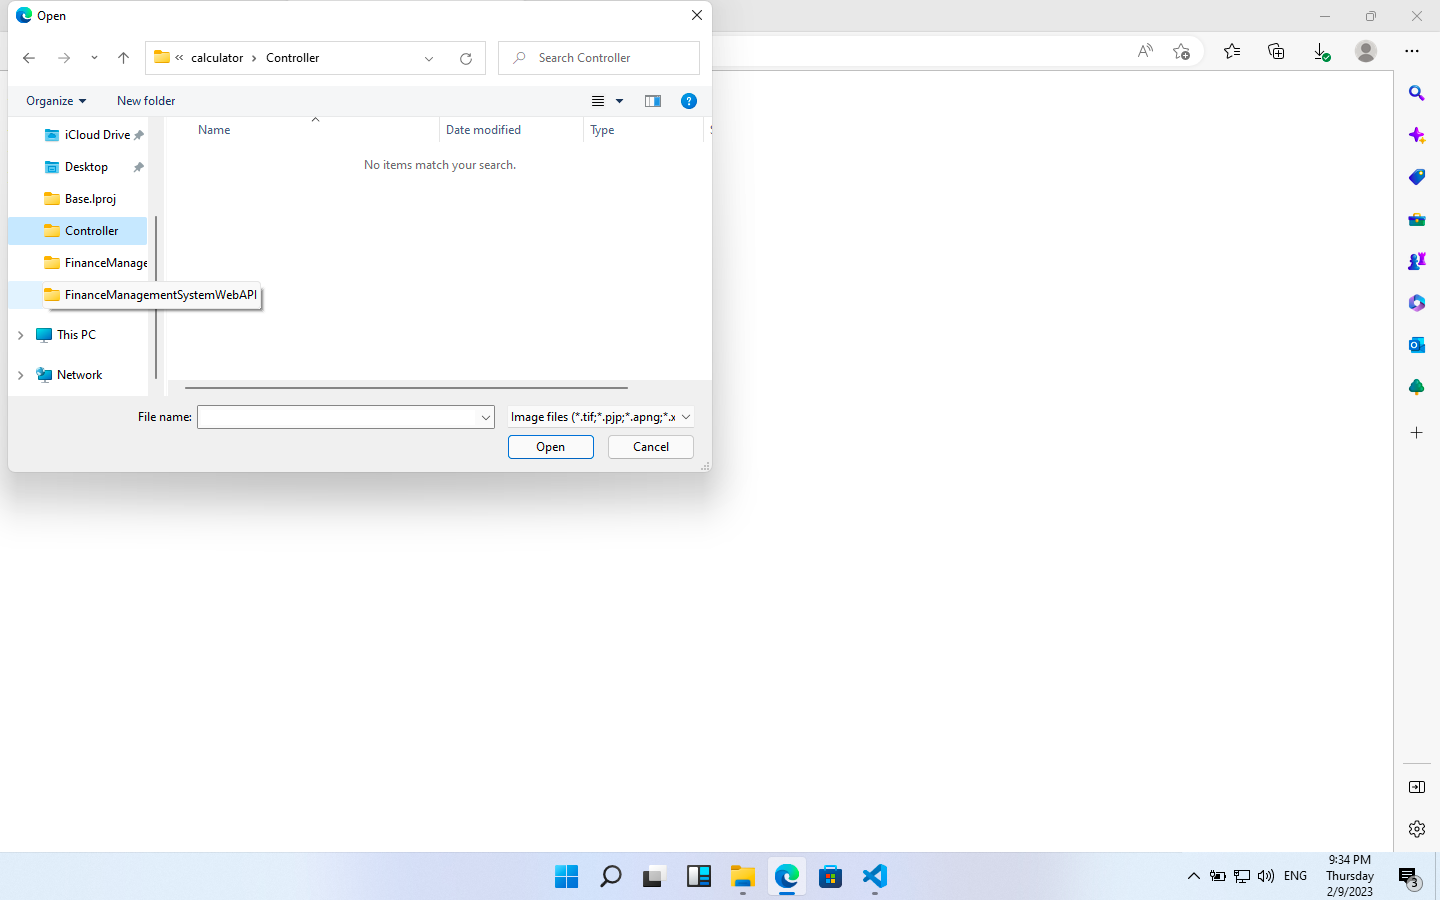 Open
calculator
Controller
Search Controller
Organize
New folder
Name
Date modified
Type
No items match your search.
iCloud Drive
Desktop
Base.lproj
Controller
FinanceManage
FinanceManagementSystemWebAPI
This PC
Network
File name:
Image files (*.tif;*.pjp;*.apng;*.x
Open
Cancel
ENG
9:34 PM
Thursday
2/9/2023
3